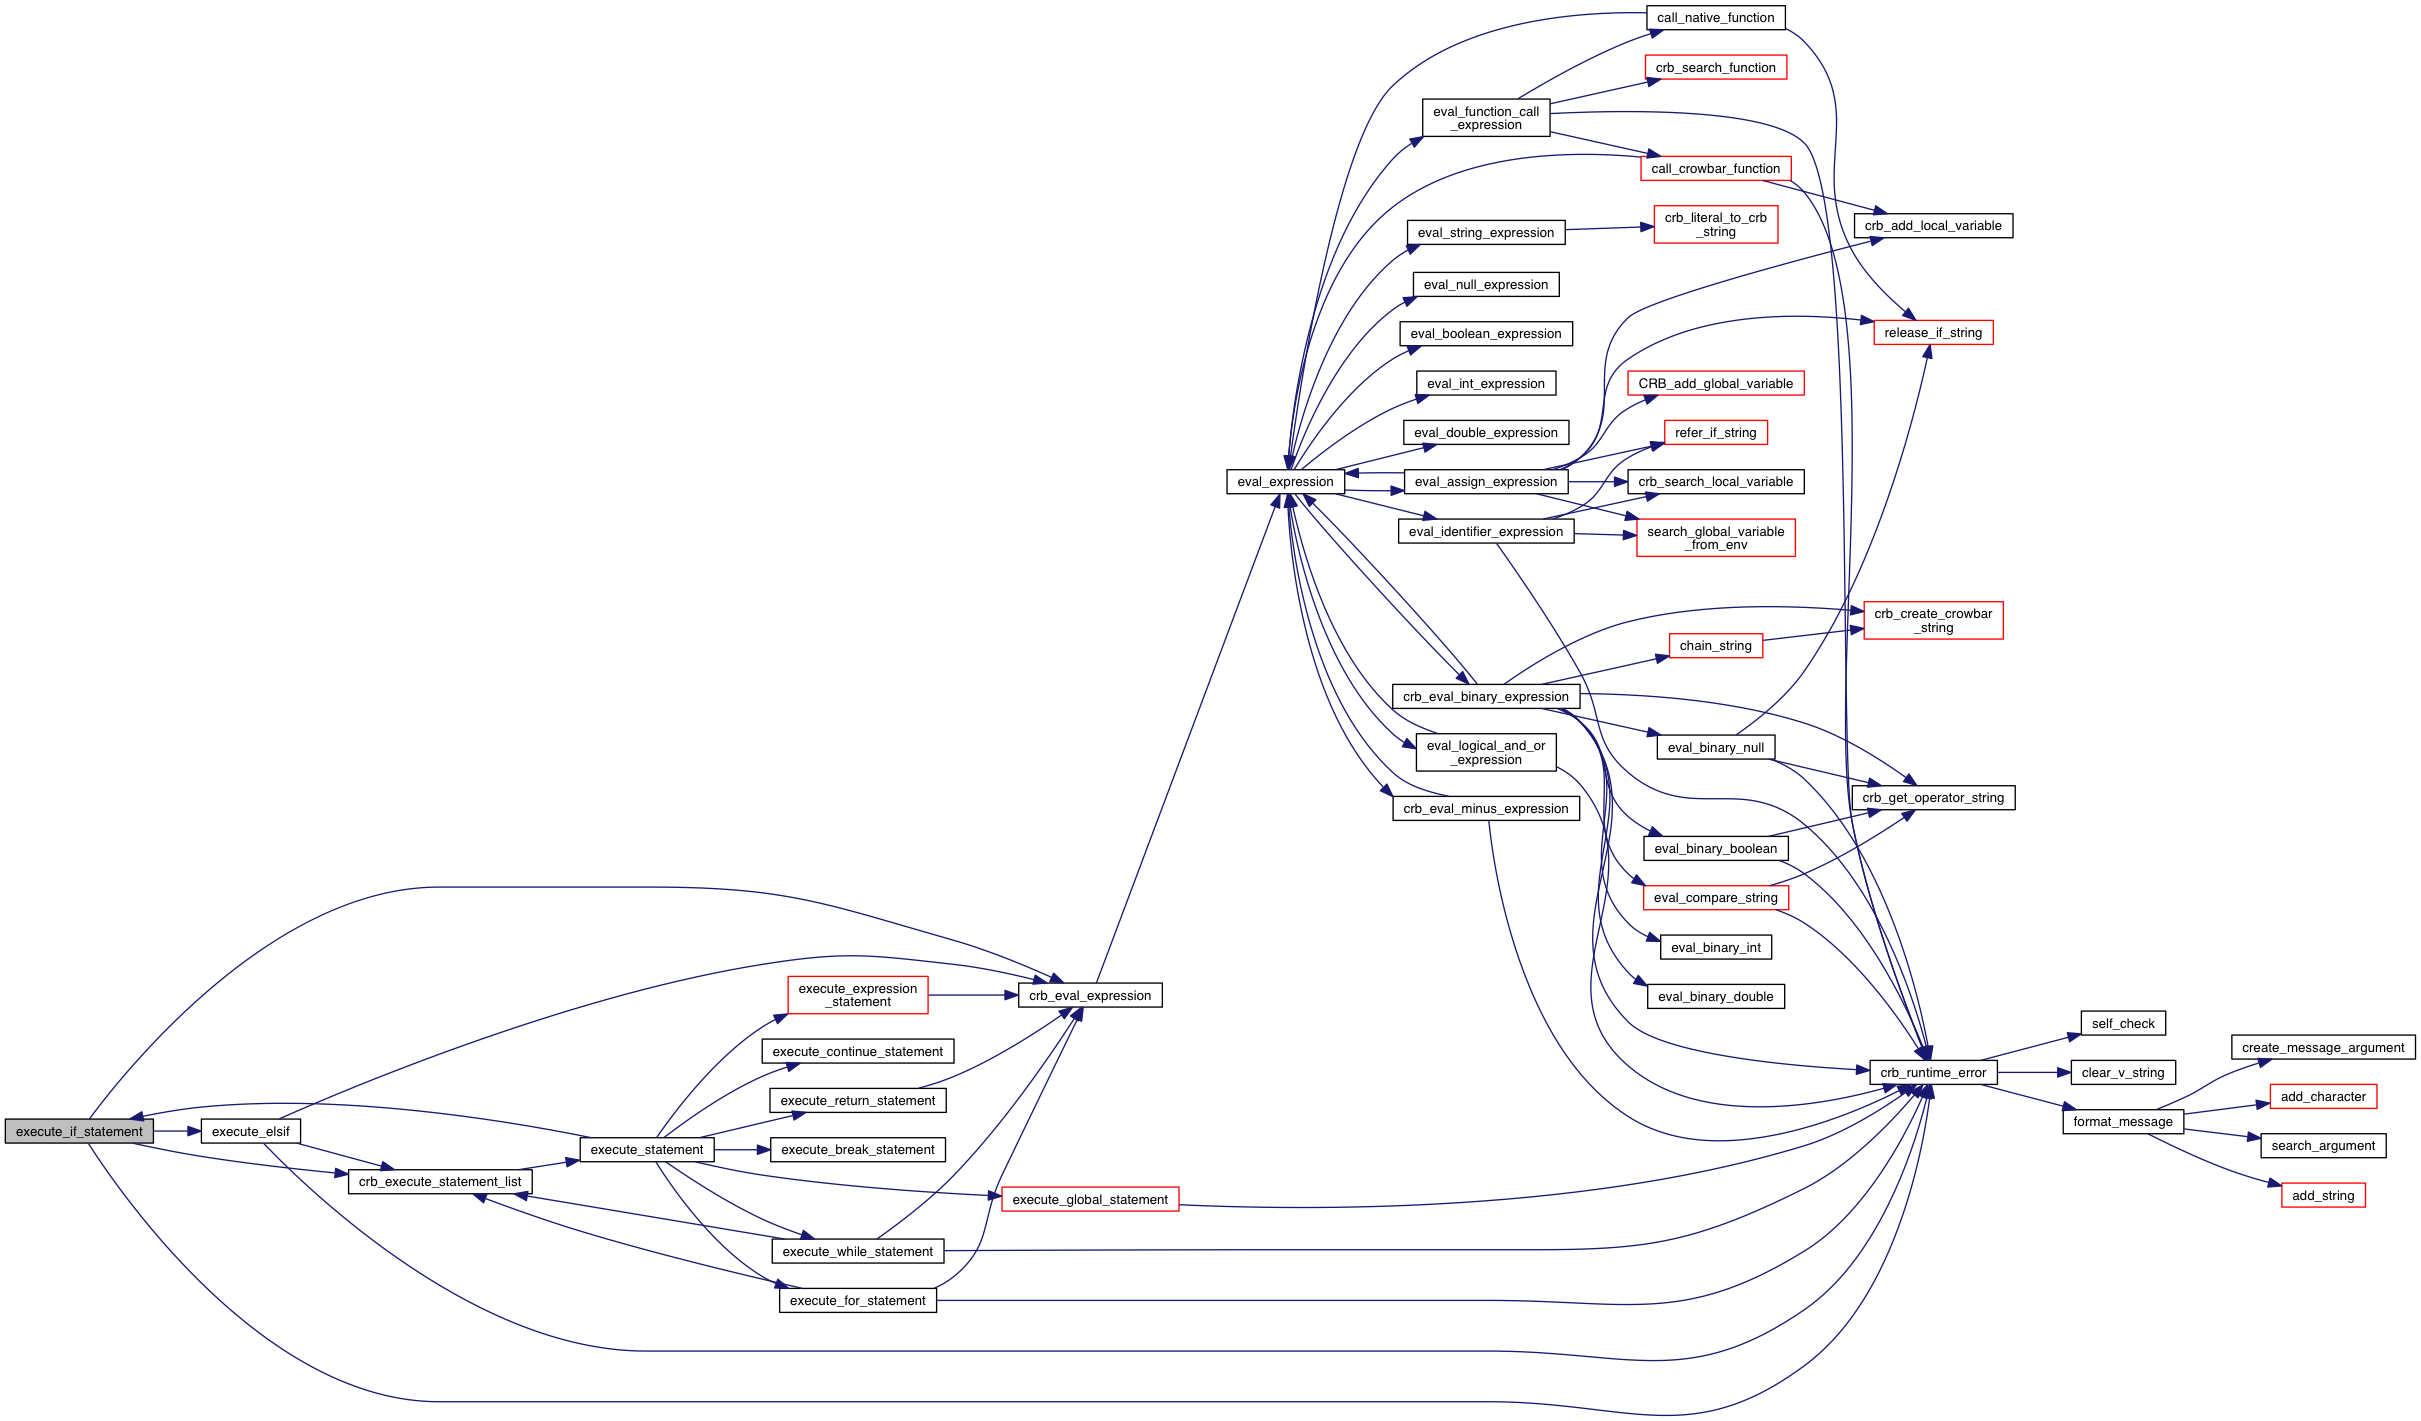 call_native_function
crb_search_function
eval_function_call
_expression
call_crowbar_function
crb_literal_to_crb
_string
crb_add_local_variable
eval_string_expression
eval_null_expression
eval_boolean_expression
release_if_string
eval_int_expression
CRB_add_global_variable
eval_double_expression
refer_if_string
eval_expression
eval_assign_expression
crb_search_local_variable
eval_identifier_expression
search_global_variable
_from_env
crb_create_crowbar
_string
chain_string
crb_eval_binary_expression
eval_logical_and_or
_expression
eval_binary_null
crb_get_operator_string
crb_eval_minus_expression
eval_binary_boolean
eval_compare_string
eval_binary_int
execute_expression
_statement
crb_eval_expression
eval_binary_double
self_check
execute_continue_statement
create_message_argument
crb_runtime_error
clear_v_string
execute_return_statement
add_character
format_message
execute_if_statement
execute_elsif
execute_statement
execute_break_statement
search_argument
crb_execute_statement_list
execute_global_statement
add_string
execute_while_statement
execute_for_statement